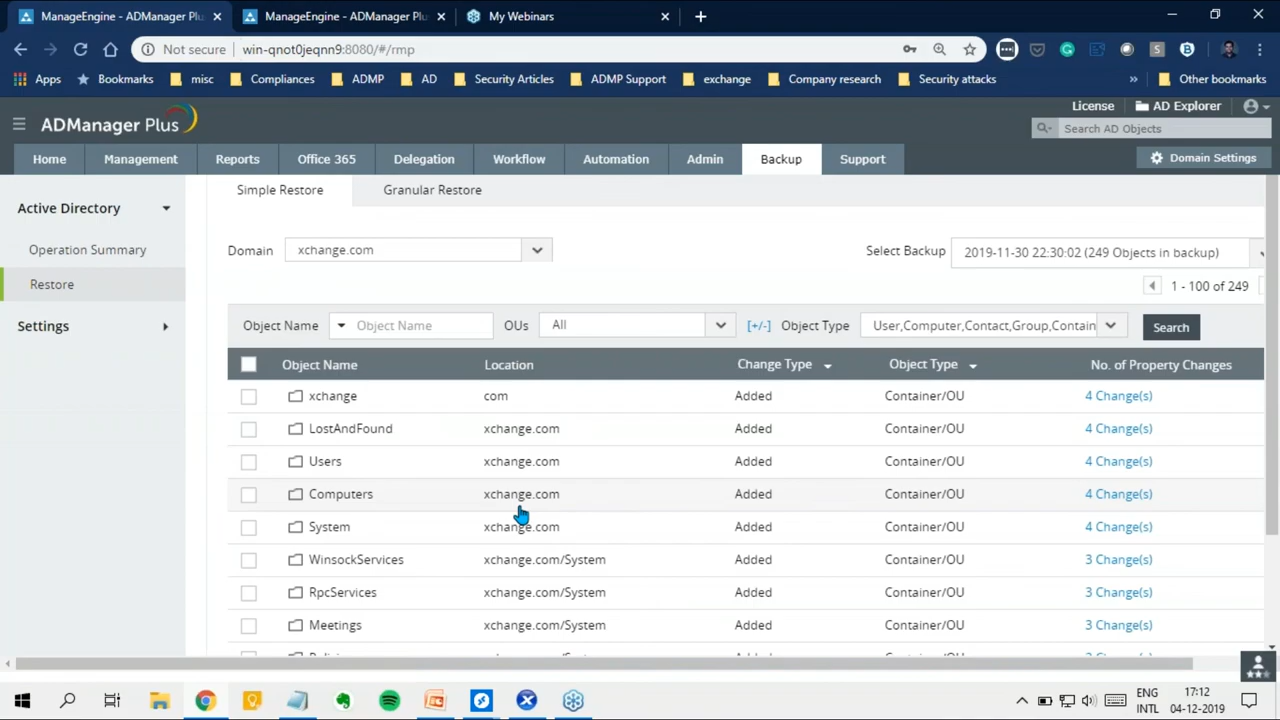 ManageEngine - ADManager Plu
ManageEngine - ADManager Plu
My Webinars
Not secure
win-qnot0jeqnn9:8080/#/rmp
Apps
Bookmarks
misc
Compliances
ADMP
AD
Security Articles
ADMP Support
exchange
Company research
Security attacks
»
Other bookmarks
ADManager Plus
License
AD Explorer
Search AD Objects
Home
Management
Reports
Office 365
Delegation
Workflow
Automation
Admin
Backup
Support
Domain Settings
Active Directory
Operation Summary
Restore
Settings
Simple Restore
Granular Restore
Domain
xchange.com
Select Backup
2019-11-30 22:30:02 (249 Objects in backup)
1 - 100 of 249
Object Name
Object Name
OUs
All
[+/-]
Object Type
User,Computer,Contact,Group,Contain
Search
Object Name Location Change Type Object Type No. of Property Changes
xchange com Added Container/OU 4 Change(s)
LostAndFound xchange.com Added Container/OU 4 Change(s)
Users xchange.com Added Container/OU 4 Change(s)
Computers xchange.com Added Container/OU 4 Change(s)
System xchange.com Added Container/OU 4 Change(s)
WinsockServices xchange.com/System Added Container/OU 3 Change(s)
RpcServices xchange.com/System Added Container/OU 3 Change(s)
Meetings xchange.com/System Added Container/OU 3 Change(s)
ENG
INTL
17:12
04-12-2019